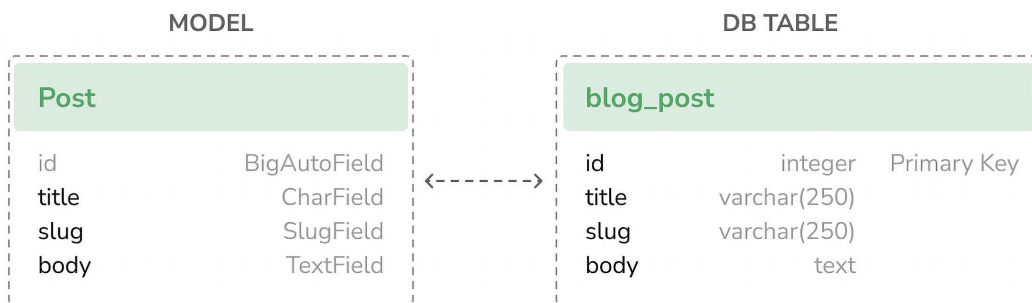 MODEL DB TABLE
Post blog_post
id BigAutoField id integer Primary Key
title CharField title varchar(250)
slug SlugField slug varchar(250)
body TextField body text